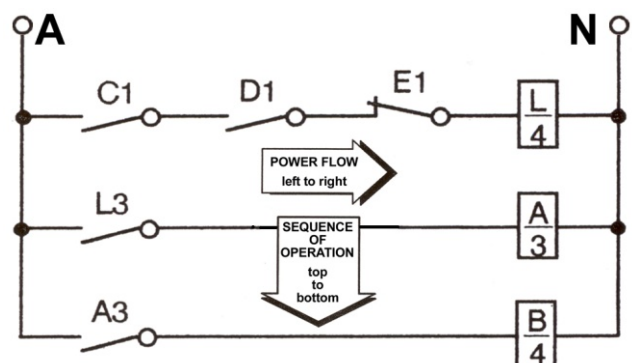 A N
C1 D1 E1
L
4
POWER FLOW
left to right
L3
A
3
SEQUENCE
OF
OPERATION
top
to
bottom
A3
B
4